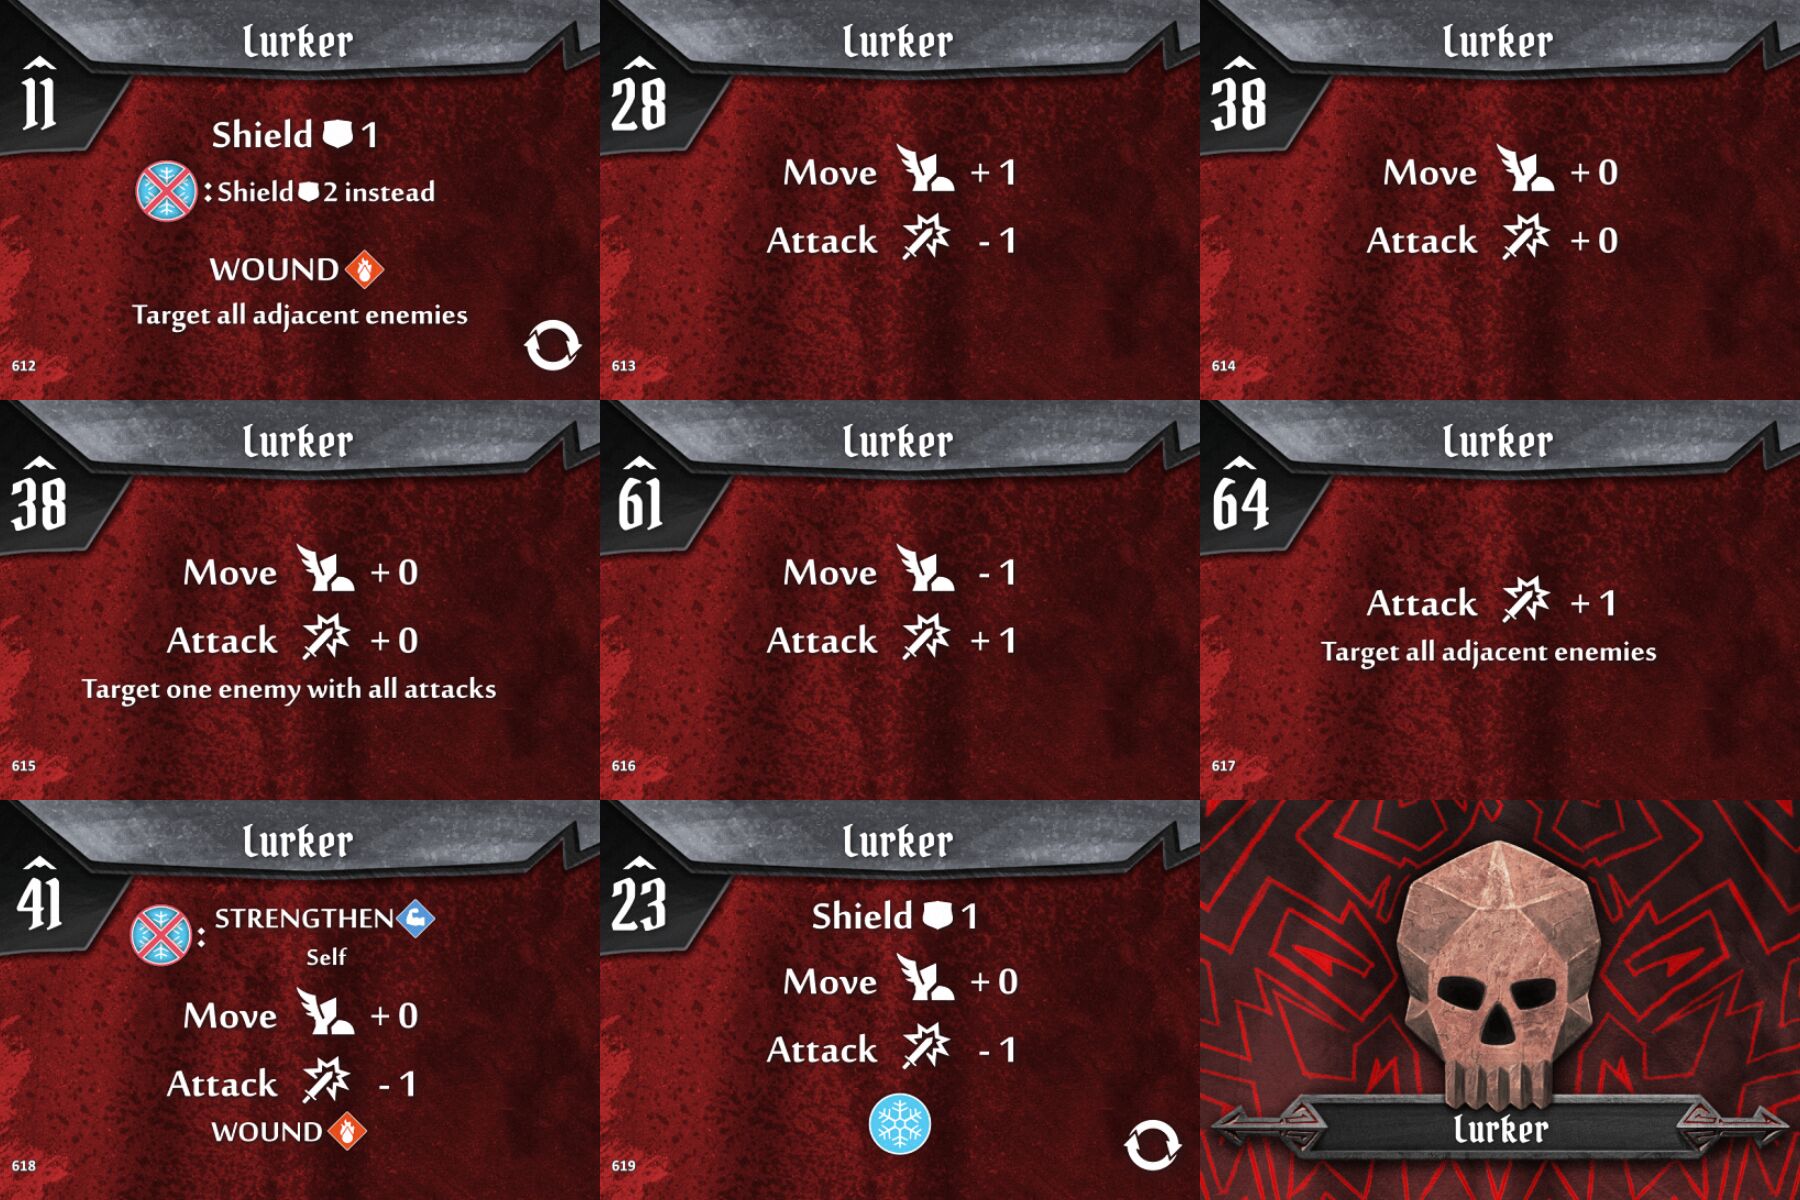 Lurker
11
Shield 1
: Shield 2 instead
WOUND
Target all adjacent enemies
612
Lurker
28
Move + 1
Attack - 1
613
Lurker
38
Move + 0
Attack + 0
614
Lurker
38
Move + 0
Attack + 0
Target one enemy with all attacks
615
Lurker
61
Move - 1
Attack + 1
616
Lurker
64
Attack + 1
Target all adjacent enemies
617
Lurker
41
: STRENGTHEN
Self
Move + 0
Attack - 1
WOUND
618
Lurker
23
Shield 1
Move + 0
Attack - 1
619
Lurker